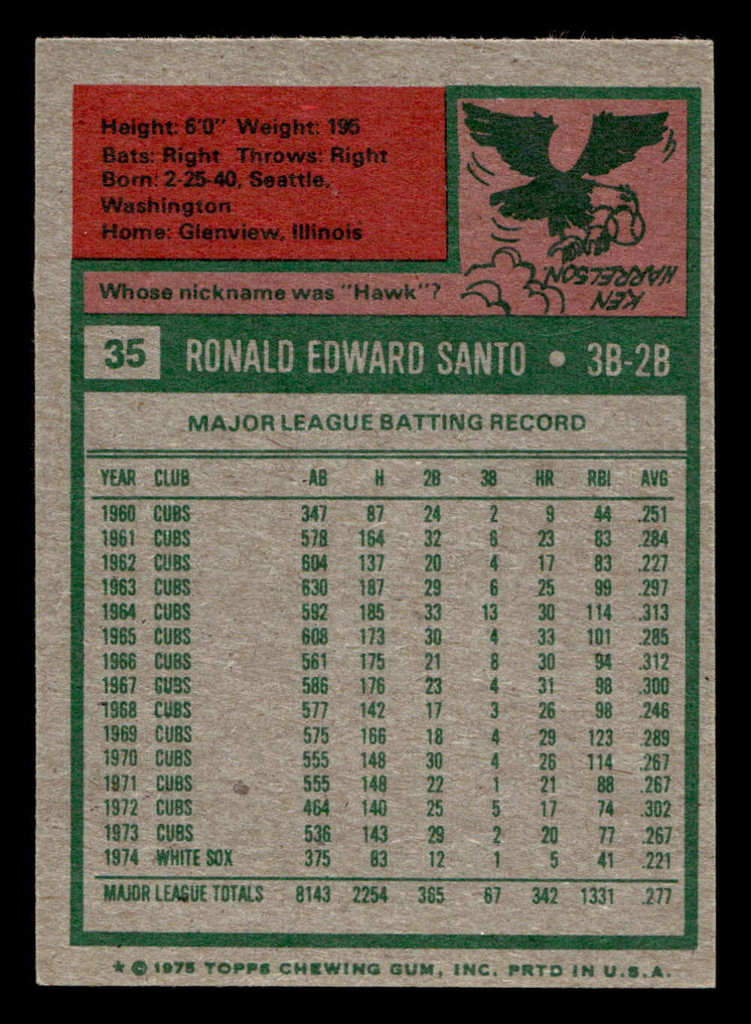 Height: 6'0" Weight: 195
Bats: Right Throws: Right
Born: 2-25-40, Seattle,
Washington
Home: Glenview, Illinois
KEN
HARRELSON
Whose nickname was "Hawk"?
35 RONALD EDWARD SANTO • 3B-2B
MAJOR LEAGUE BATTING RECORD
YEAR CLUB AB H 2B 3B HR RBI AVG
1960 CUBS 347 87 24 2 9 44 .251
1961 CUBS 578 164 32 6 23 83 .284
1962 CUBS 604 137 20 4 17 83 .227
1963 CUBS 630 187 29 6 25 99 .297
1964 CUBS 592 185 33 13 30 114 .313
1965 CUBS 608 173 30 4 33 101 .285
1966 CUBS 561 175 21 8 30 94 .312
1967 CUBS 586 176 23 4 31 98 .300
1968 CUBS 577 142 17 3 26 98 .246
1969 CUBS 575 166 18 4 29 123 .289
1970 CUBS 555 148 30 4 26 114 .267
1971 CUBS 555 148 22 1 21 88 .267
1972 CUBS 464 140 25 5 17 74 .302
1973 CUBS 536 143 29 2 20 77 .267
1974 WHITE SOX 375 83 12 1 5 41 .221
MAJOR LEAGUE TOTALS 8143 2254 365 67 342 1331 .277
★ © 1975 TOPPS CHEWING GUM, INC. PRTD IN U.S.A.